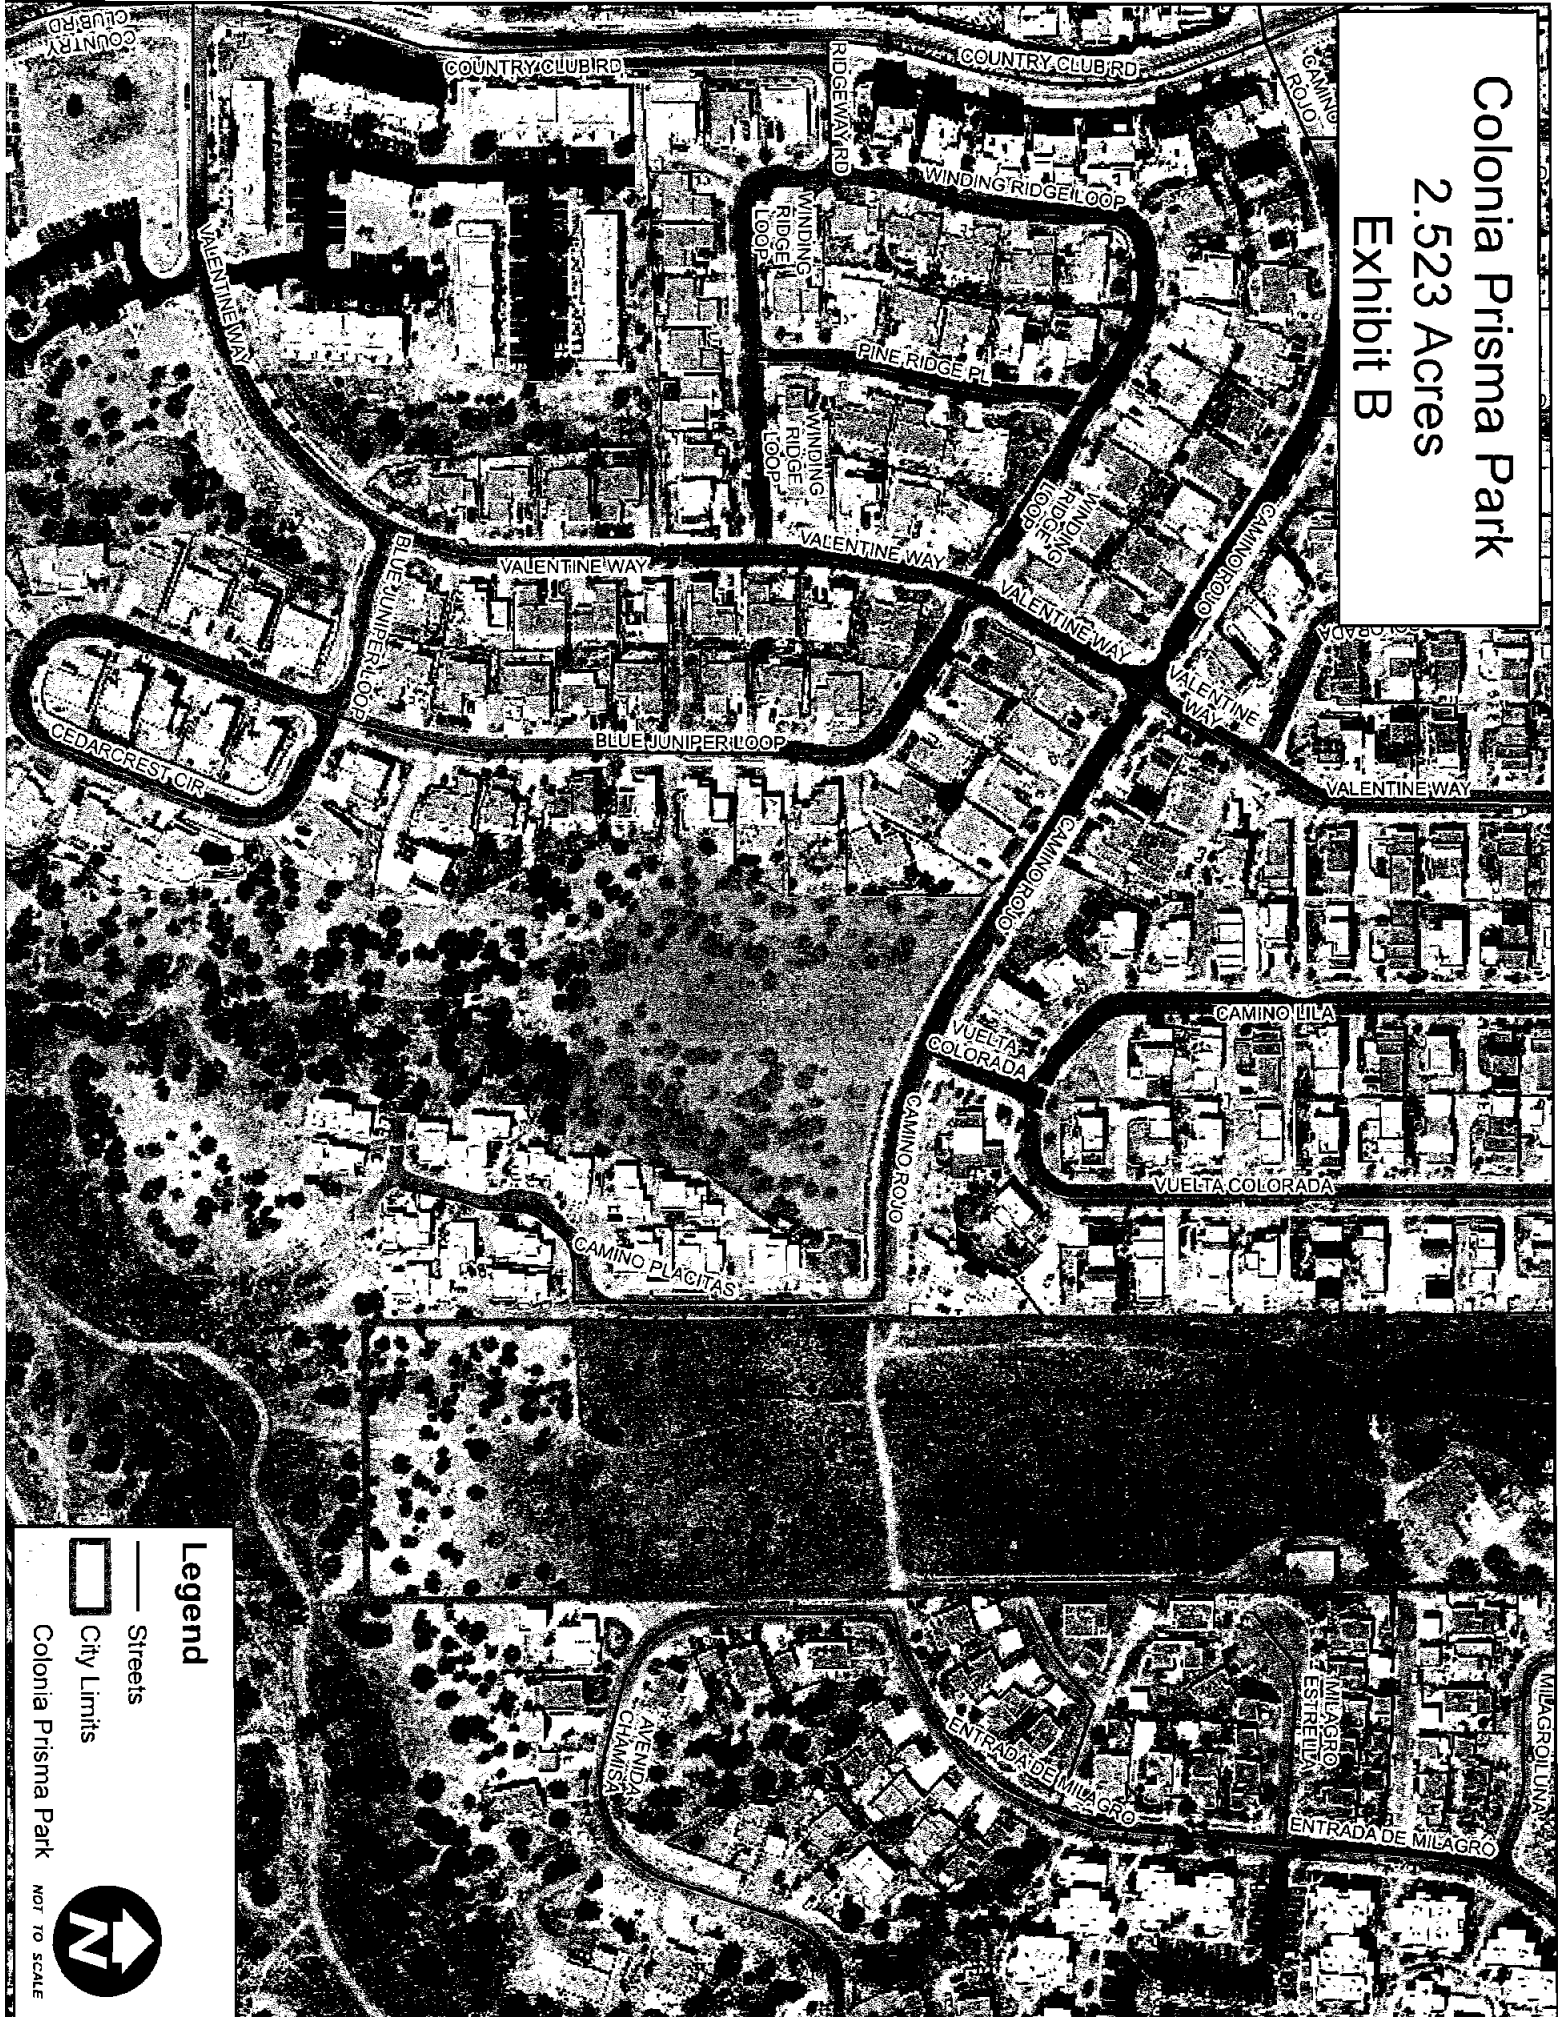 Colonia Prisma Park
2.523 Acres
Exhibit B
COUNTRY
CLUB RD
COUNTRY CLUB RD
RIDGEWAY RD
COUNTRY CLUB RD
CAMINO
ROJO
WINDING RIDGE LOOP
WINDING
RIDGE
LOOP
VALENTINE WAY
PINE RIDGE PL
WINDING
RIDGE
LOOP
WINDING
RIDGE
LOOP
CAMINO ROJO
BLUE JUNIPER LOOP
VALENTINE WAY
VALENTINE WAY
VALENTINE WAY
VALENTINE
WAY
COLORADA
VALENTINE WAY
CEDARCREST CIR
BLUE JUNIPER LOOP
CAMINO ROJO
VUELTA
COLORADA
CAMINO LILA
CAMINO ROJO
VUELTA COLORADA
CAMINO PLACITAS
AVENIDA
CHAMISA
ENTRADA DE MILAGRO
MILAGRO
ESTRELLA
MILAGRO LUNA
ENTRADA DE MILAGRO
Legend
Streets
City Limits
Colonia Prisma Park
N
NOT TO SCALE